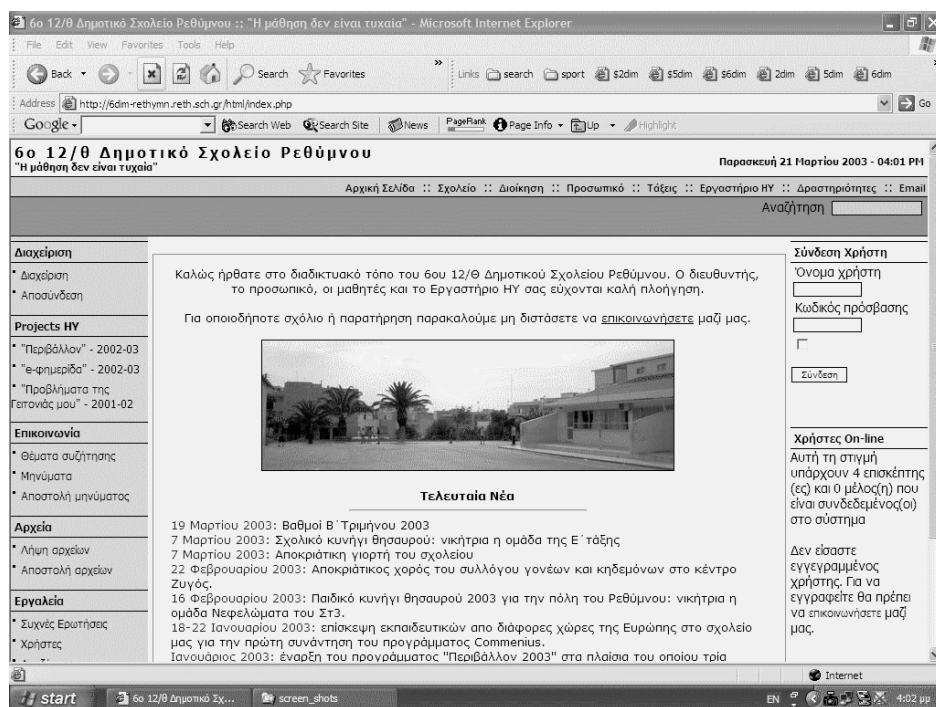 6ο 12/θ Δημοτικό Σχολείο Ρεθύμνου :: "Η μάθηση δεν είναι τυχαία" - Microsoft Internet Explorer
File Edit View Favorites Tools Help
Back Search Favorites » Links search sport $2dim $5dim $6dim 2dim 5dim 6dim
Address http://6dim-rethymn.reth.sch.gr/html/index.php Go
Google Search Web Search Site News PageRank Page Info Up Highlight
6ο 12/θ Δημοτικό Σχολείο Ρεθύμνου
"Η μάθηση δεν είναι τυχαία"
Παρασκευή 21 Μαρτίου 2003 - 04:01 PM
Αρχική Σελίδα :: Σχολείο :: Διοίκηση :: Προσωπικό :: Τάξεις :: Εργαστήριο ΗΥ :: Δραστηριότητες :: Email
Αναζήτηση
Διαχείριση
Διαχείριση
Αποσύνδεση
Projects ΗΥ
"Περιβάλλον" - 2002-03
"e-φημερίδα" - 2002-03
"Προβλήματα της
Γειτονιάς μου" - 2001-02
Επικοινωνία
Θέματα συζήτησης
Μηνύματα
Αποστολή μηνύματος
Αρχεία
Λήψη αρχείων
Αποστολή αρχείων
Εργαλεία
Συχνές Ερωτήσεις
Χρήστες
Καλώς ήρθατε στο διαδικτυακό τόπο του 6ου 12/Θ Δημοτικού Σχολείου Ρεθύμνου. Ο διευθυντής,
το προσωπικό, οι μαθητές και το Εργαστήριο ΗΥ σας εύχονται καλή πλοήγηση.
Για οποιοδήποτε σχόλιο ή παρατήρηση παρακαλούμε μη διστάσετε να επικοινωνήσετε μαζί μας.
Τελευταία Νέα
19 Μαρτίου 2003: Βαθμοί Β΄Τριμήνου 2003
7 Μαρτίου 2003: Σχολικό κυνήγι θησαυρού: νικήτρια η ομάδα της Ε΄τάξης
7 Μαρτίου 2003: Αποκριάτικη γιορτή του σχολείου
22 Φεβρουαρίου 2003: Αποκριάτικος χορός του συλλόγου γονέων και κηδεμόνων στο κέντρο
Ζυγός.
16 Φεβρουαρίου 2003: Παιδικό κυνήγι θησαυρού 2003 για την πόλη του Ρεθύμνου: νικήτρια η
ομάδα Νεφελώματα του Στ3.
18-22 Ιανουαρίου 2003: επίσκεψη εκπαιδευτικών απο διάφορες χώρες της Ευρώπης στο σχολείο
μας για την πρώτη συνάντηση του προγράμματος Commenius.
Ιανουάριος 2003: έναρξη του προγράμματος "Περιβάλλον 2003" στα πλαίσια του οποίου τρία
Σύνδεση Χρήστη
Όνομα χρήστη
Κωδικός πρόσβασης
Σύνδεση
Χρήστες On-line
Αυτή τη στιγμή
υπάρχουν 4 επισκέπτης
(ες) και 0 μέλος(η) που
είναι συνδεδεμένος(οι)
στο σύστημα
Δεν είσαστε
εγγεγραμμένος
χρήστης. Για να
εγγραφείτε θα πρέπει
να επικοινωνήσετε μαζί
μας.
Internet
start 6ο 12/θ Δημοτικό Σχ... screen_shots EN 4:02 μμ